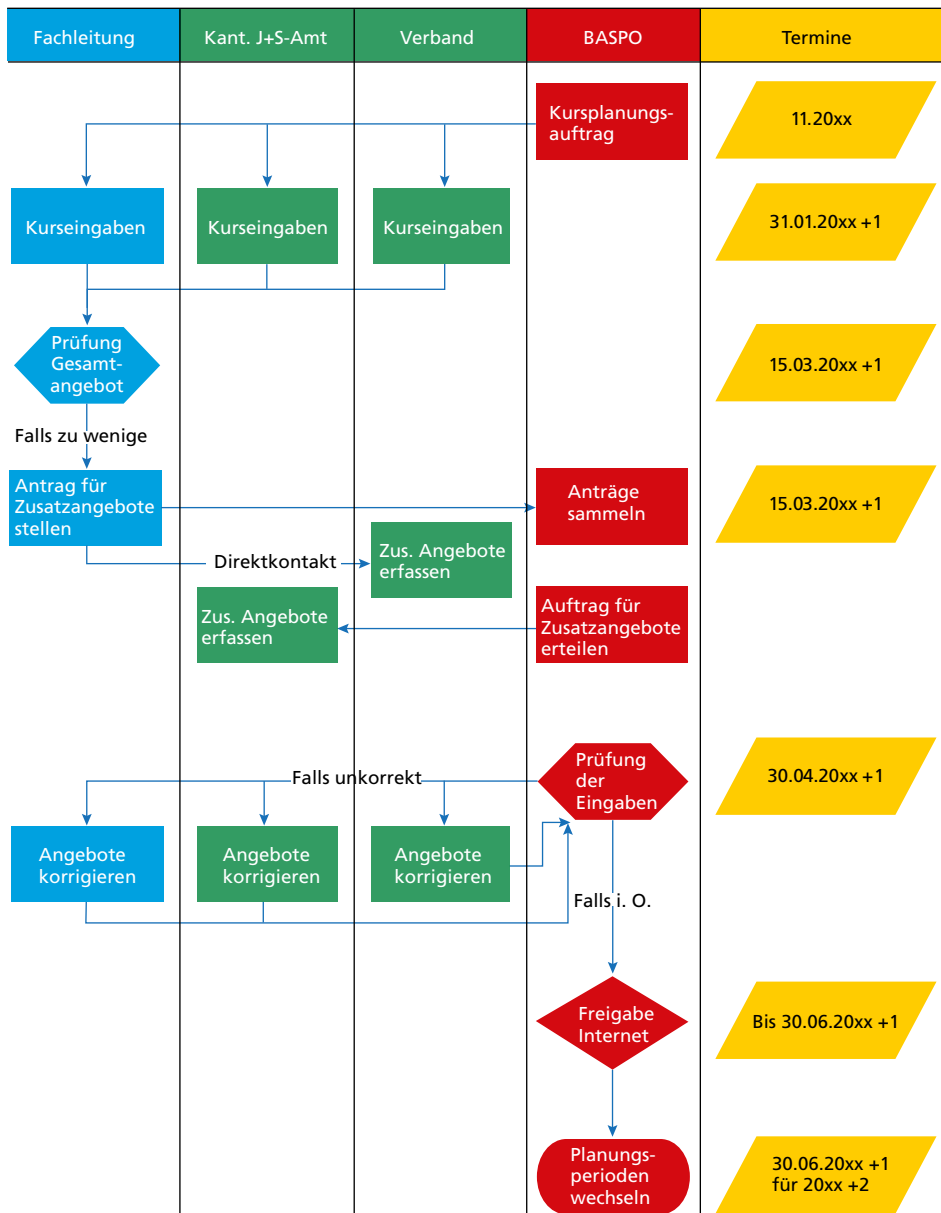 Fachleitung
Kant. J+S-Amt
Verband
BASPO
Termine
Kursplanungs-
auftrag
11.20xx
Kurseingaben
Kurseingaben
Kurseingaben
31.01.20xx +1
Prüfung
Gesamt-
angebot
15.03.20xx +1
Falls zu wenige
Antrag für
Zusatzangebote
stellen
Anträge
sammeln
15.03.20xx +1
Direktkontakt
Zus. Angebote
erfassen
Zus. Angebote
erfassen
Auftrag für
Zusatzangebote
erteilen
Falls unkorrekt
Prüfung
der
Eingaben
30.04.20xx +1
Angebote
korrigieren
Angebote
korrigieren
Angebote
korrigieren
Falls i. O.
Freigabe
Internet
Bis 30.06.20xx +1
Planungs-
perioden
wechseln
30.06.20xx +1
für 20xx +2